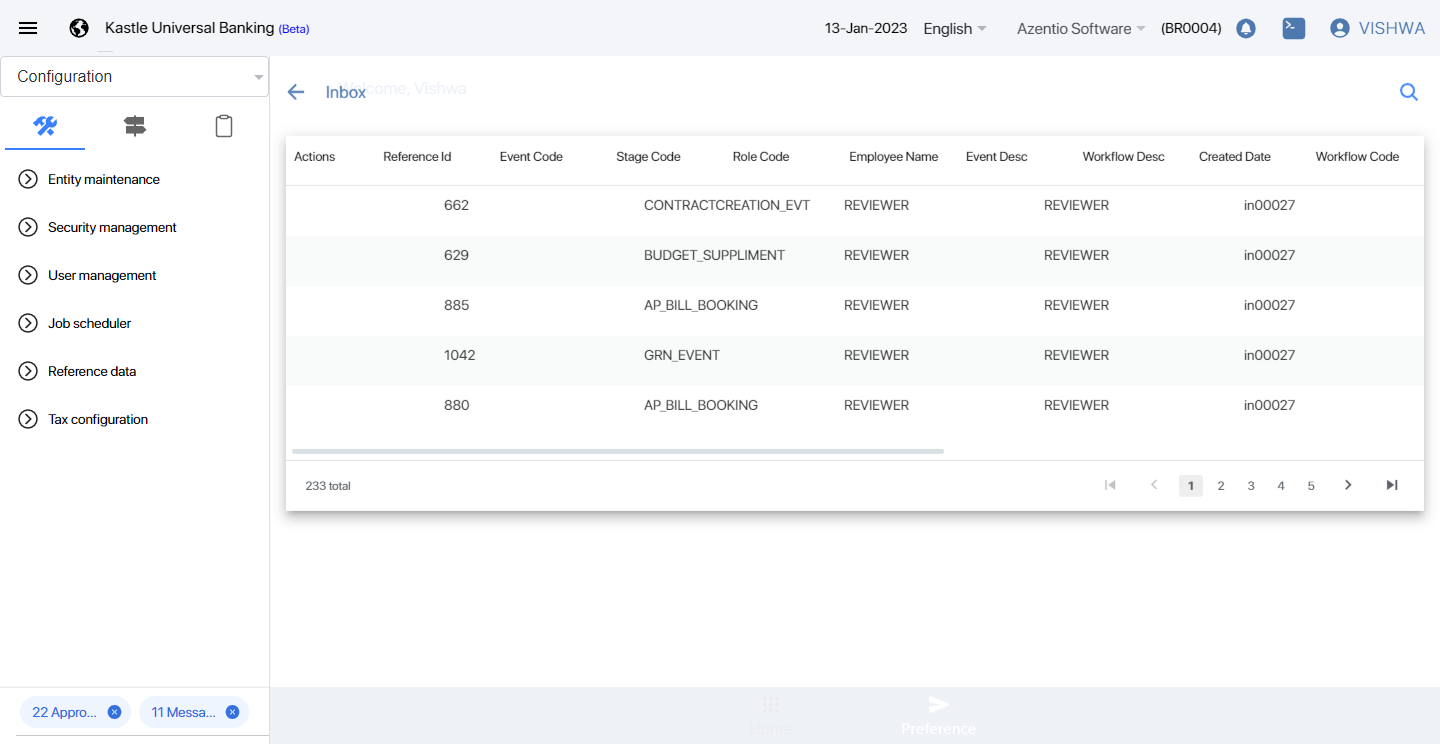 Kastle Universal Banking (Beta)
13-Jan-2023 English Azentio Software (BR0004) VISHWA
Configuration
Welcome, Vishwa
Inbox
Entity maintenance
Security management
User management
Job scheduler
Reference data
Tax configuration
Actions Reference Id Event Code Stage Code Role Code Employee Name Event Desc Workflow Desc Created Date Workflow Code
662 CONTRACTCREATION_EVT REVIEWER REVIEWER in00027
629 BUDGET_SUPPLIMENT REVIEWER REVIEWER in00027
885 AP_BILL_BOOKING REVIEWER REVIEWER in00027
1042 GRN_EVENT REVIEWER REVIEWER in00027
880 AP_BILL_BOOKING REVIEWER REVIEWER in00027
233 total 1 2 3 4 5
22 Appro... 11 Messa...
Home Preference